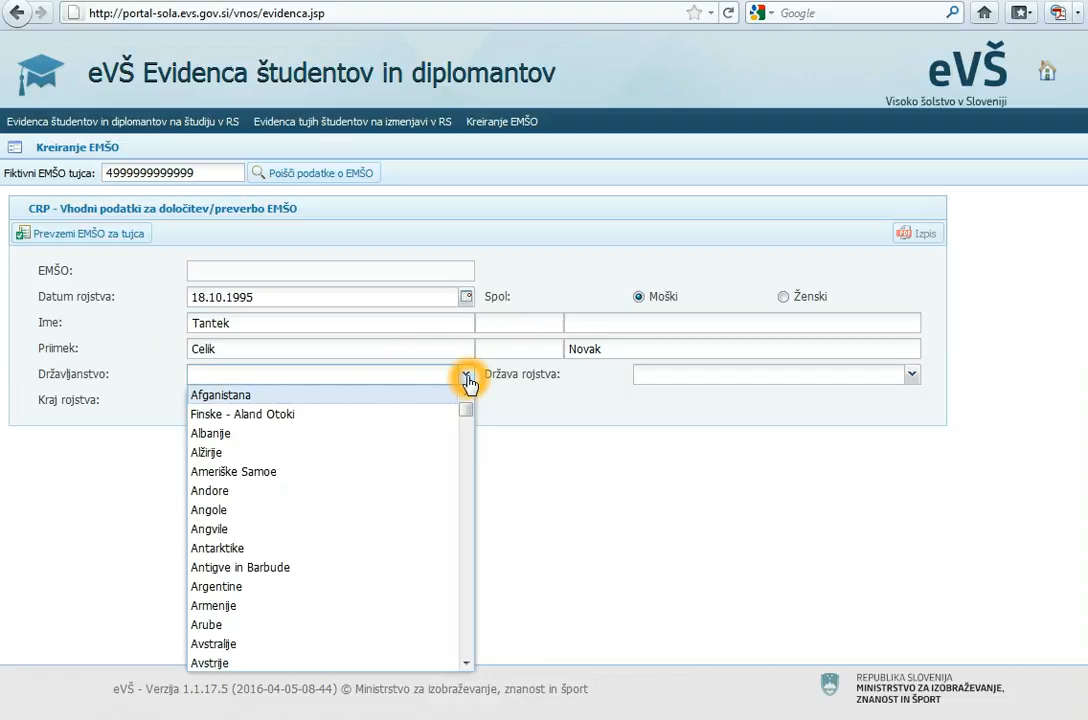 http://portal-sola.evs.gov.si/vnos/evidenca.jsp
Google
eVŠ Evidenca študentov in diplomantov
eVŠ
Visoko šolstvo v Sloveniji
Evidenca študentov in diplomantov na študiju v RS
Evidenca tujih študentov na izmenjavi v RS
Kreiranje EMŠO
Kreiranje EMŠO
Fiktivni EMŠO tujca:
4999999999999
Poišči podatke o EMŠO
CRP - Vhodni podatki za določitev/preverbo EMŠO
Prevzemi EMŠO za tujca
Izpis
EMŠO:
Datum rojstva:
18.10.1995
Spol:
Moški
Ženski
Ime:
Tantek
Priimek:
Celik
Novak
Državljanstvo:
Država rojstva:
Kraj rojstva:
Afganistana
Finske - Aland Otoki
Albanije
Alžirije
Ameriške Samoe
Andore
Angole
Angvile
Antarktike
Antigve in Barbude
Argentine
Armenije
Arube
Avstralije
Avstrije
eVŠ - Verzija 1.1.17.5 (2016-04-05-08-44) © Ministrstvo za izobraževanje, znanost in šport
REPUBLIKA SLOVENIJA
MINISTRSTVO ZA IZOBRAŽEVANJE,
ZNANOST IN ŠPORT